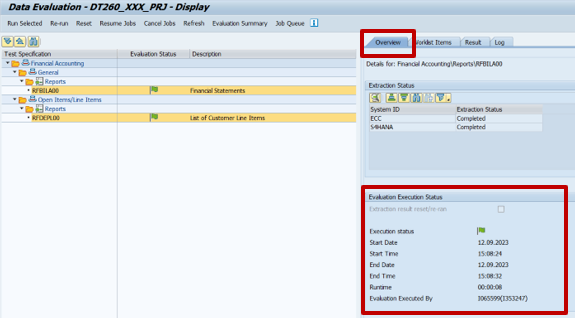 Data Evaluation - DT260_XXX_PRJ - Display
Run Selected Re-run Reset Resume Jobs Cancel Jobs Refresh Evaluation Summary Job Queue
Test Specification Evaluation Status Description
Financial Accounting
General
Reports
RFBILA00 Financial Statements
Open Items/Line Items
Reports
RFDEPL00 List of Customer Line Items
Overview Worklist Items Result Log
Details for: Financial Accounting\Reports\RFBILA00
Extraction Status
System ID Extraction Status
ECC Completed
S4HANA Completed
Evaluation Execution Status
Extraction result reset/re-run
Execution status
Start Date 12.09.2023
Start Time 15:08:24
End Date 12.09.2023
End Time 15:08:32
Runtime 00:00:08
Evaluation Executed By I065599(I353247)